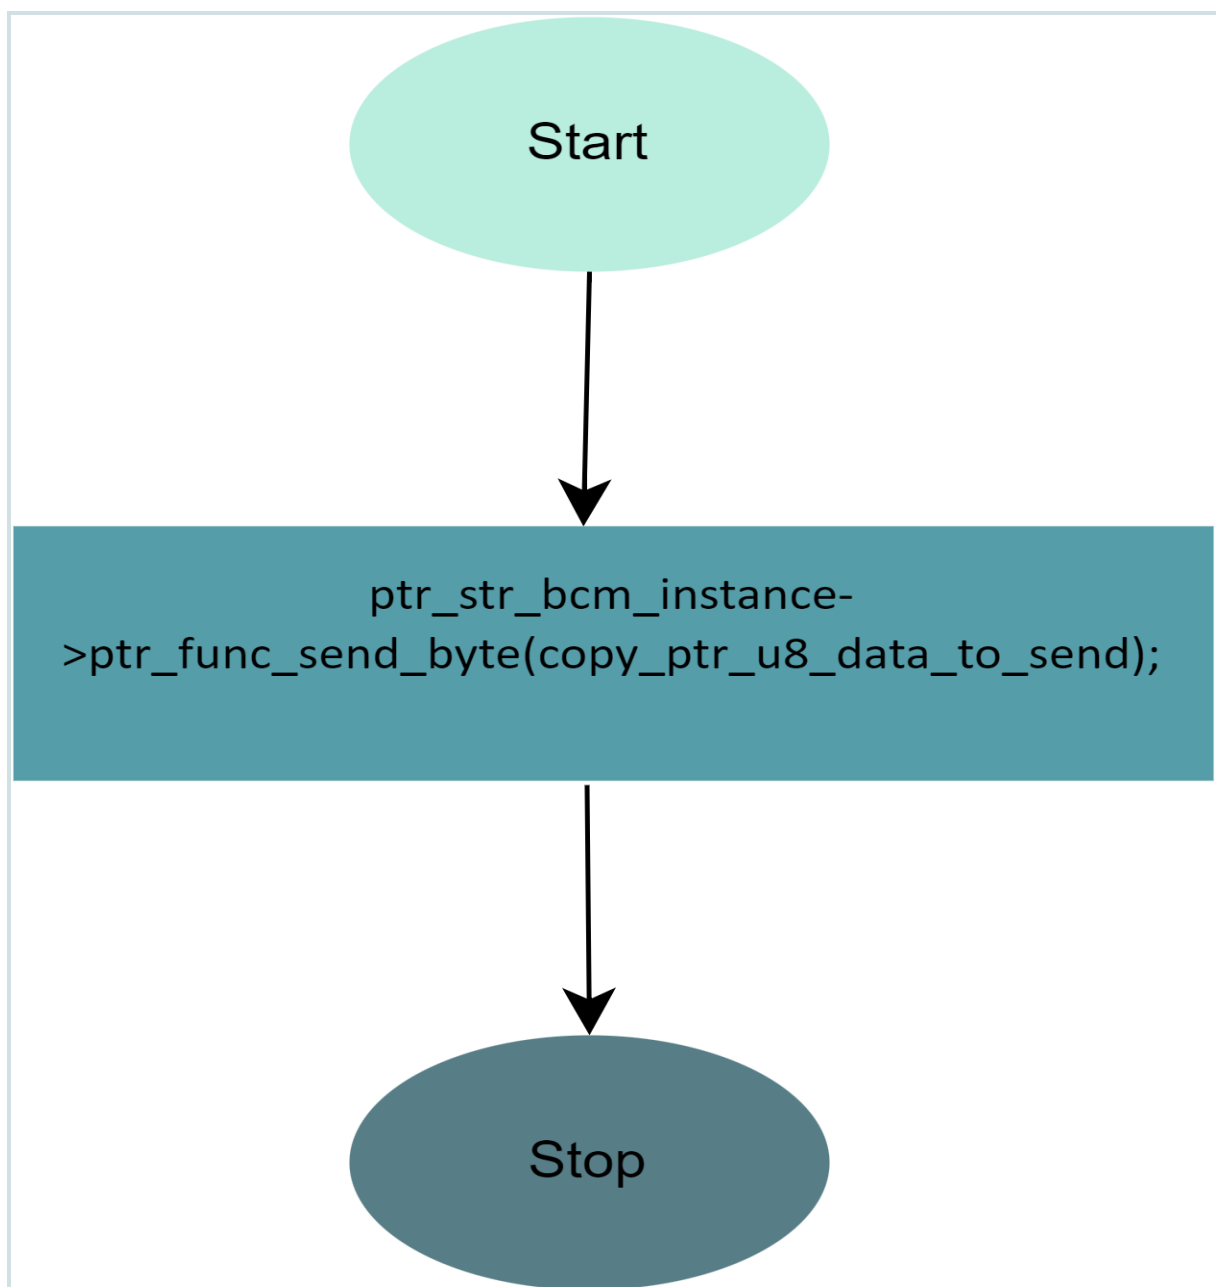 Start
ptr_str_bcm_instance-
>ptr_func_send_byte(copy_ptr_u8_data_to_send);
Stop